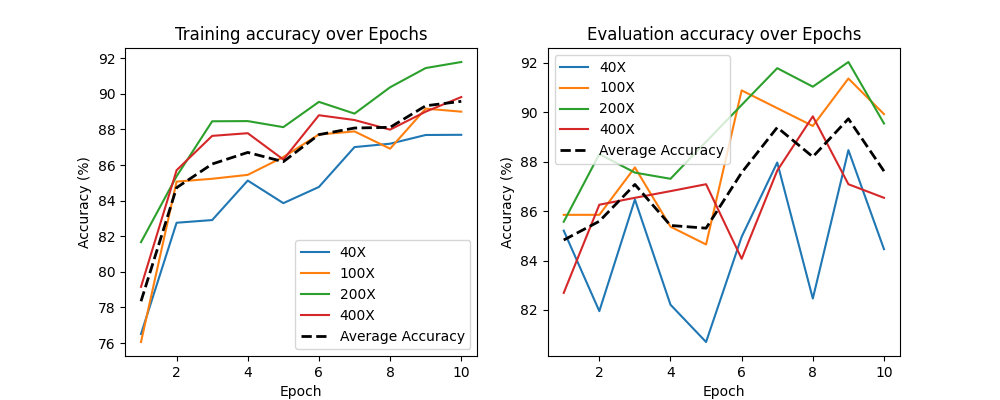 Training accuracy over Epochs
Accuracy (%)
92
90
88
86
84
82
80
78
76
2
4
6
8
10
Epoch
40X
100X
200X
400X
Average Accuracy
Evaluation accuracy over Epochs
Accuracy (%)
92
90
88
86
84
82
2
4
6
8
10
Epoch
40X
100X
200X
400X
Average Accuracy